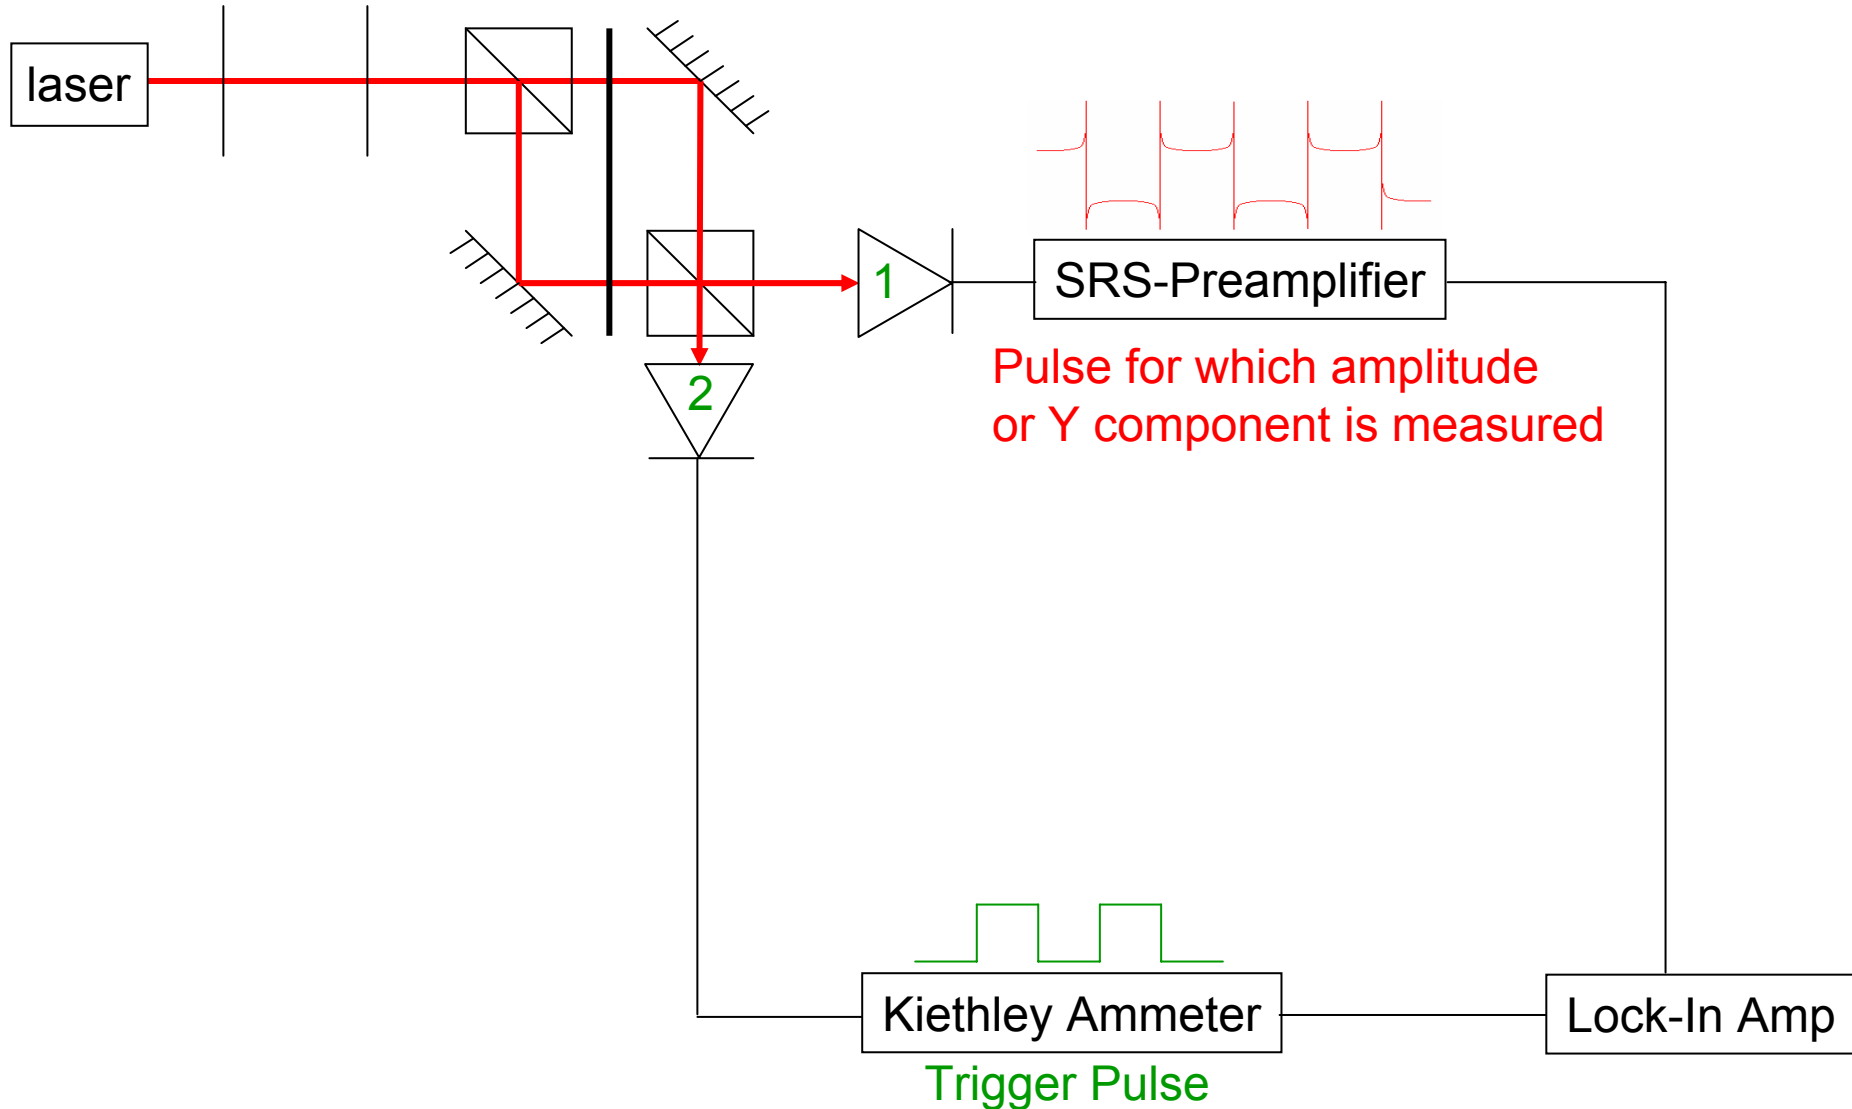 laser
1
SRS-Preamplifier
2
Pulse for which amplitude
or Y component is measured
Kiethley Ammeter
Lock-In Amp
Trigger Pulse